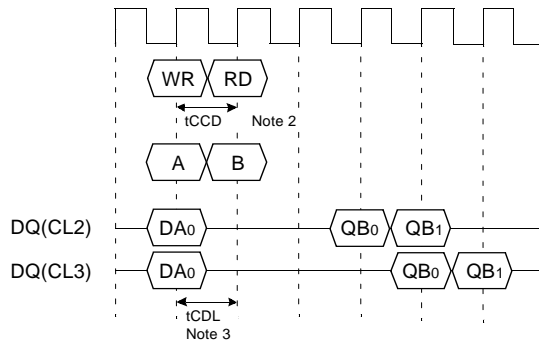 WR RD
tCCD Note 2
A B
DQ(CL2) DA0 QB0 QB1
DQ(CL3) DA0 QB0 QB1
tCDL
Note 3